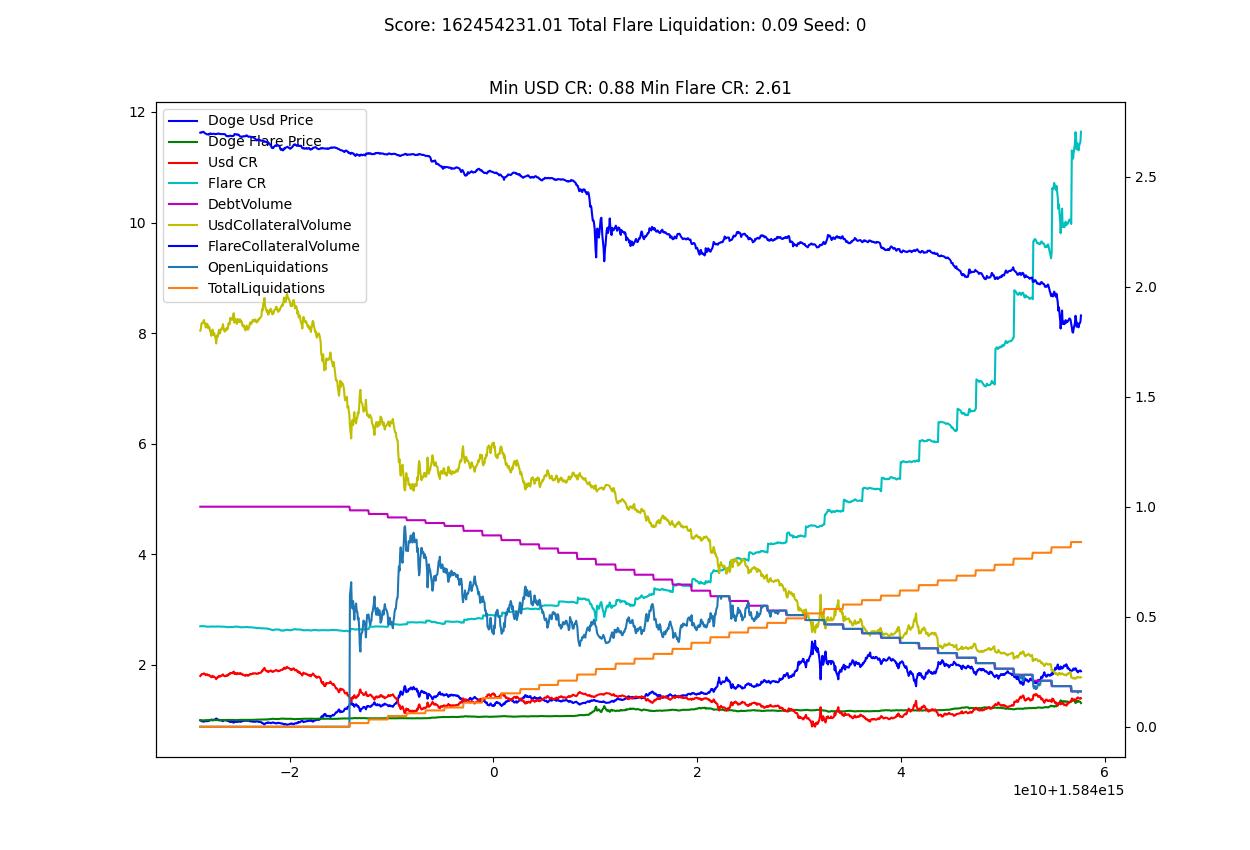 Score: 162454231.01 Total Flare Liquidation: 0.09 Seed: 0
Min USD CR: 0.88 Min Flare CR: 2.61
12
10
8
6
4
2
Doge Usd Price
Doge Flare Price
Usd CR
Flare CR
DebtVolume
UsdCollateralVolume
FlareCollateralVolume
OpenLiquidations
TotalLiquidations
2.5
2.0
1.5
1.0
0.5
0.0
−2 0 2 4 6
1e10+1.584e15